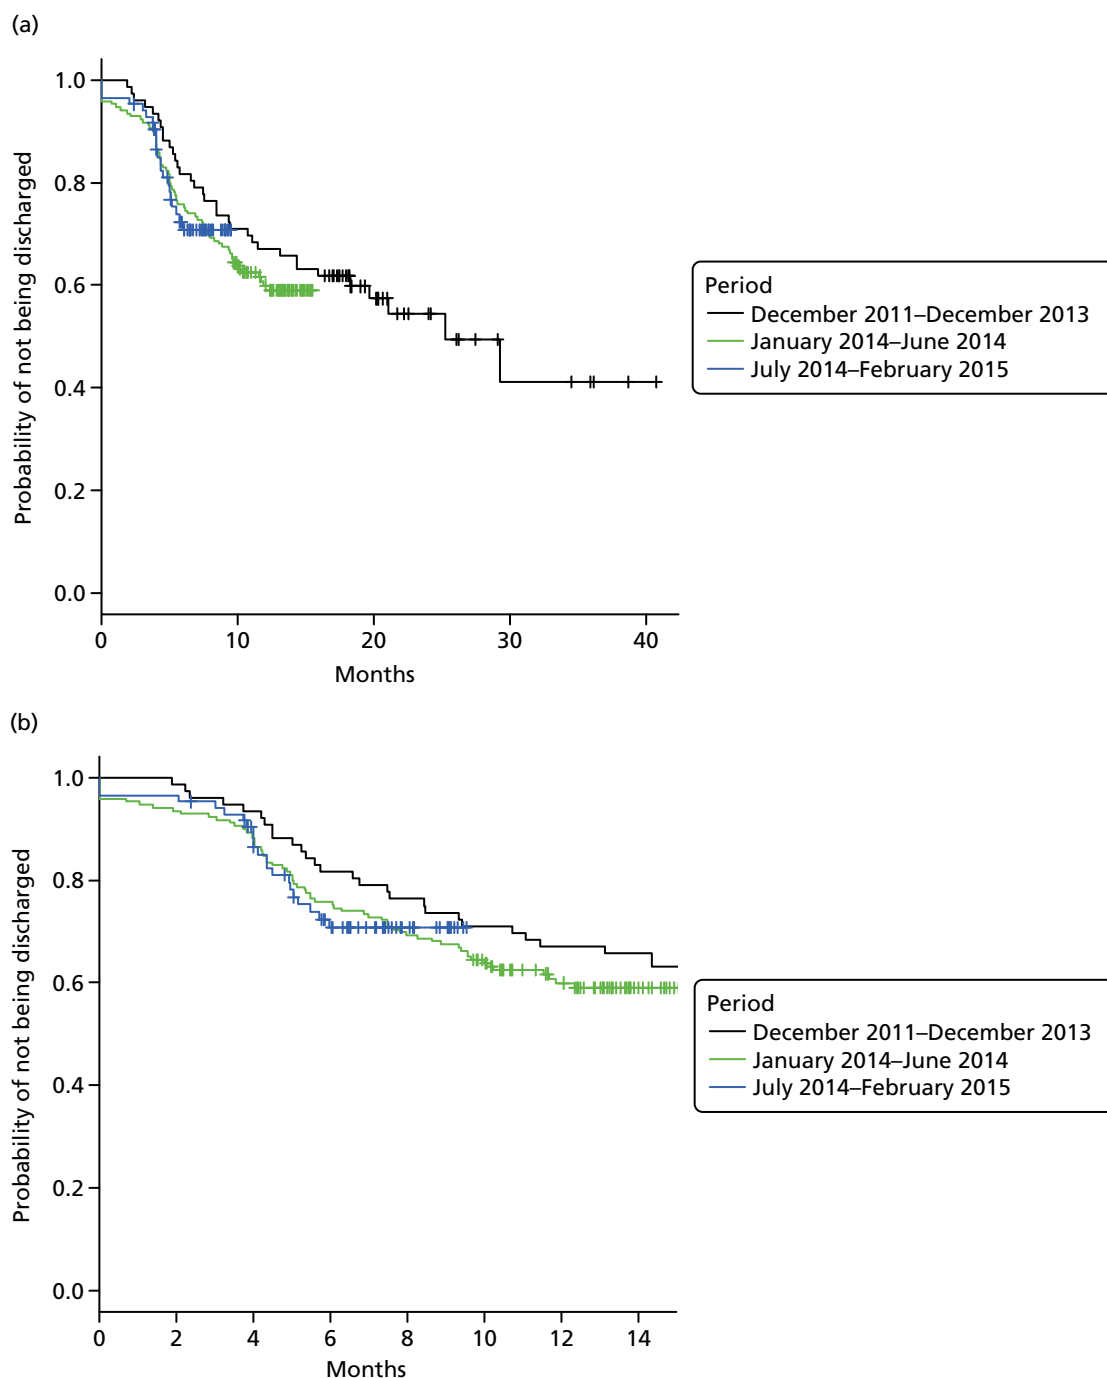 (a)
Probability of not being discharged
1.0
0.8
0.6
0.4
0.2
0.0
0 10 20 30 40
Months
Period
December 2011–December 2013
January 2014–June 2014
July 2014–February 2015
(b)
Probability of not being discharged
1.0
0.8
0.6
0.4
0.2
0.0
0 2 4 6 8 10 12 14
Months
Period
December 2011–December 2013
January 2014–June 2014
July 2014–February 2015